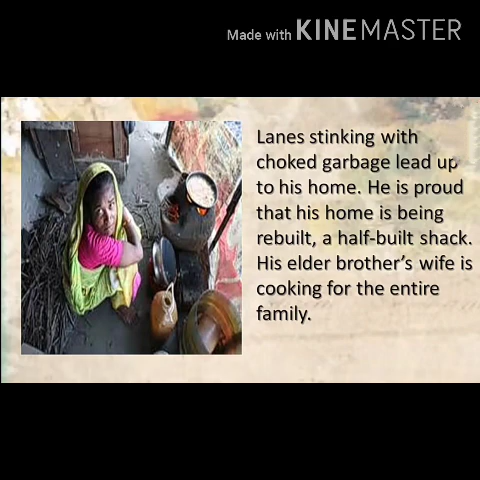 Made with KINEMASTER
Lanes stinking with
choked garbage lead up
to his home. He is proud
that his home is being
rebuilt, a half-built shack.
His elder brother's wife is
cooking for the entire
family.